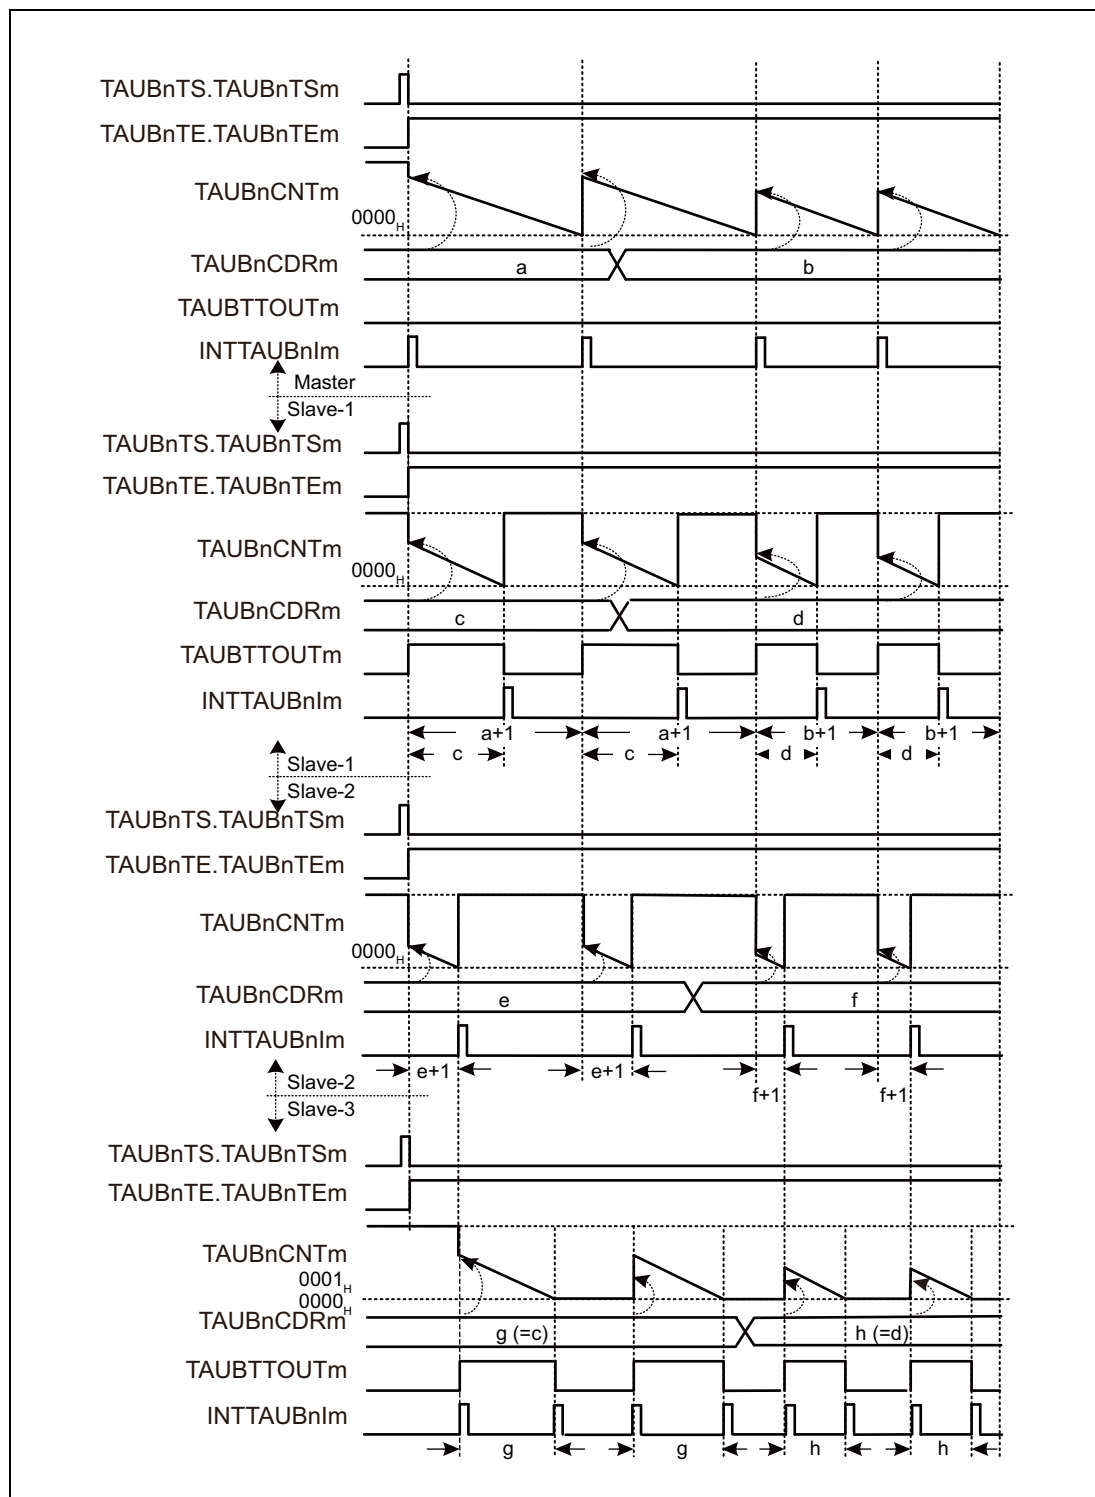 TAUBnTS.TAUBnTSm
TAUBnTE.TAUBnTEm
TAUBnCNTm
0000H
TAUBnCDRm
a
b
TAUBTTOUTm
INTTAUBnIm
Master
Slave-1
TAUBnTS.TAUBnTSm
TAUBnTE.TAUBnTEm
TAUBnCNTm
0000H
TAUBnCDRm
c
d
TAUBTTOUTm
INTTAUBnIm
a+1 a+1 b+1 b+1
c c d d
Slave-1
Slave-2
TAUBnTS.TAUBnTSm
TAUBnTE.TAUBnTEm
TAUBnCNTm
0000H
TAUBnCDRm
e
f
INTTAUBnIm
e+1 e+1
f+1 f+1
Slave-2
Slave-3
TAUBnTS.TAUBnTSm
TAUBnTE.TAUBnTEm
TAUBnCNTm
0001H
0000H
TAUBnCDRm
g (=c) h (=d)
TAUBTTOUTm
INTTAUBnIm
g g h h